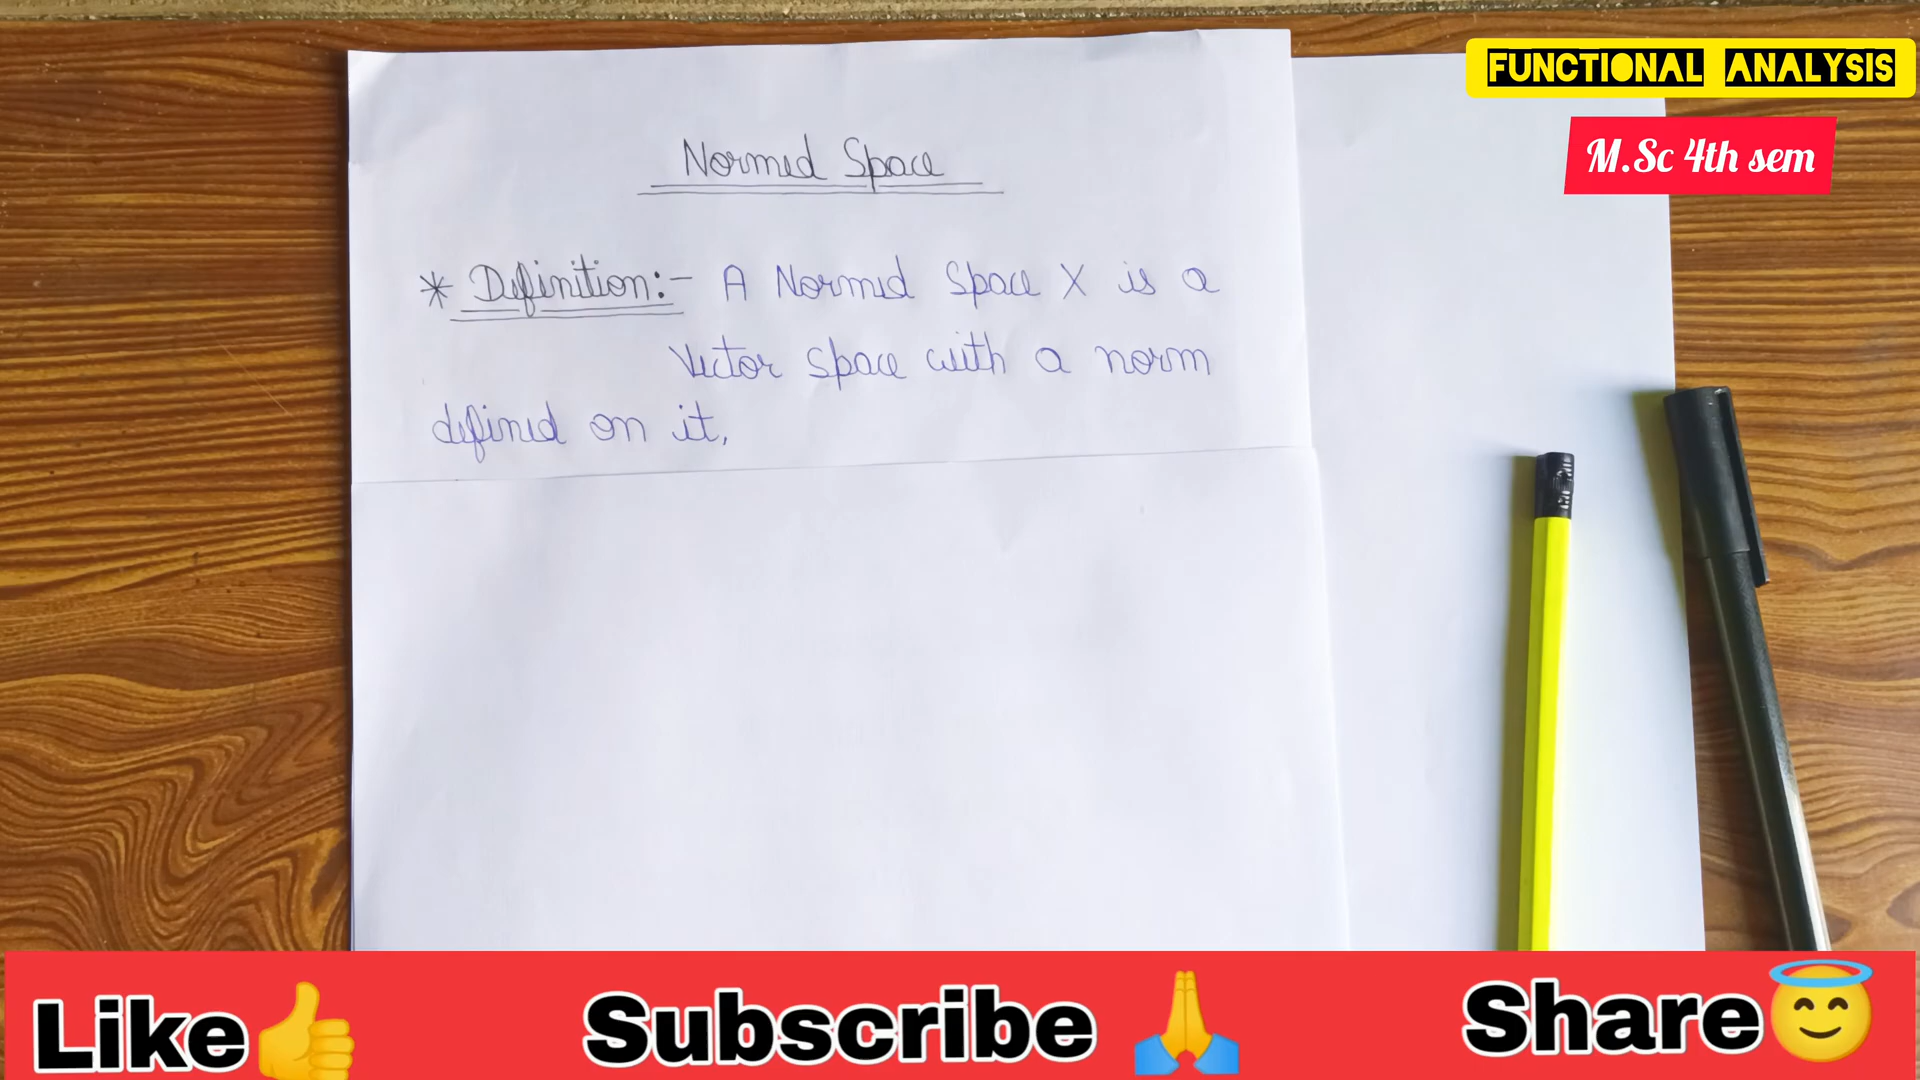 FUNCTIONAL ANALYSIS
M.Sc 4th sem
Normed Space
* Definition:- A Normed Space X is a
Vector space with a norm
defined on it,
Like Subscribe Share